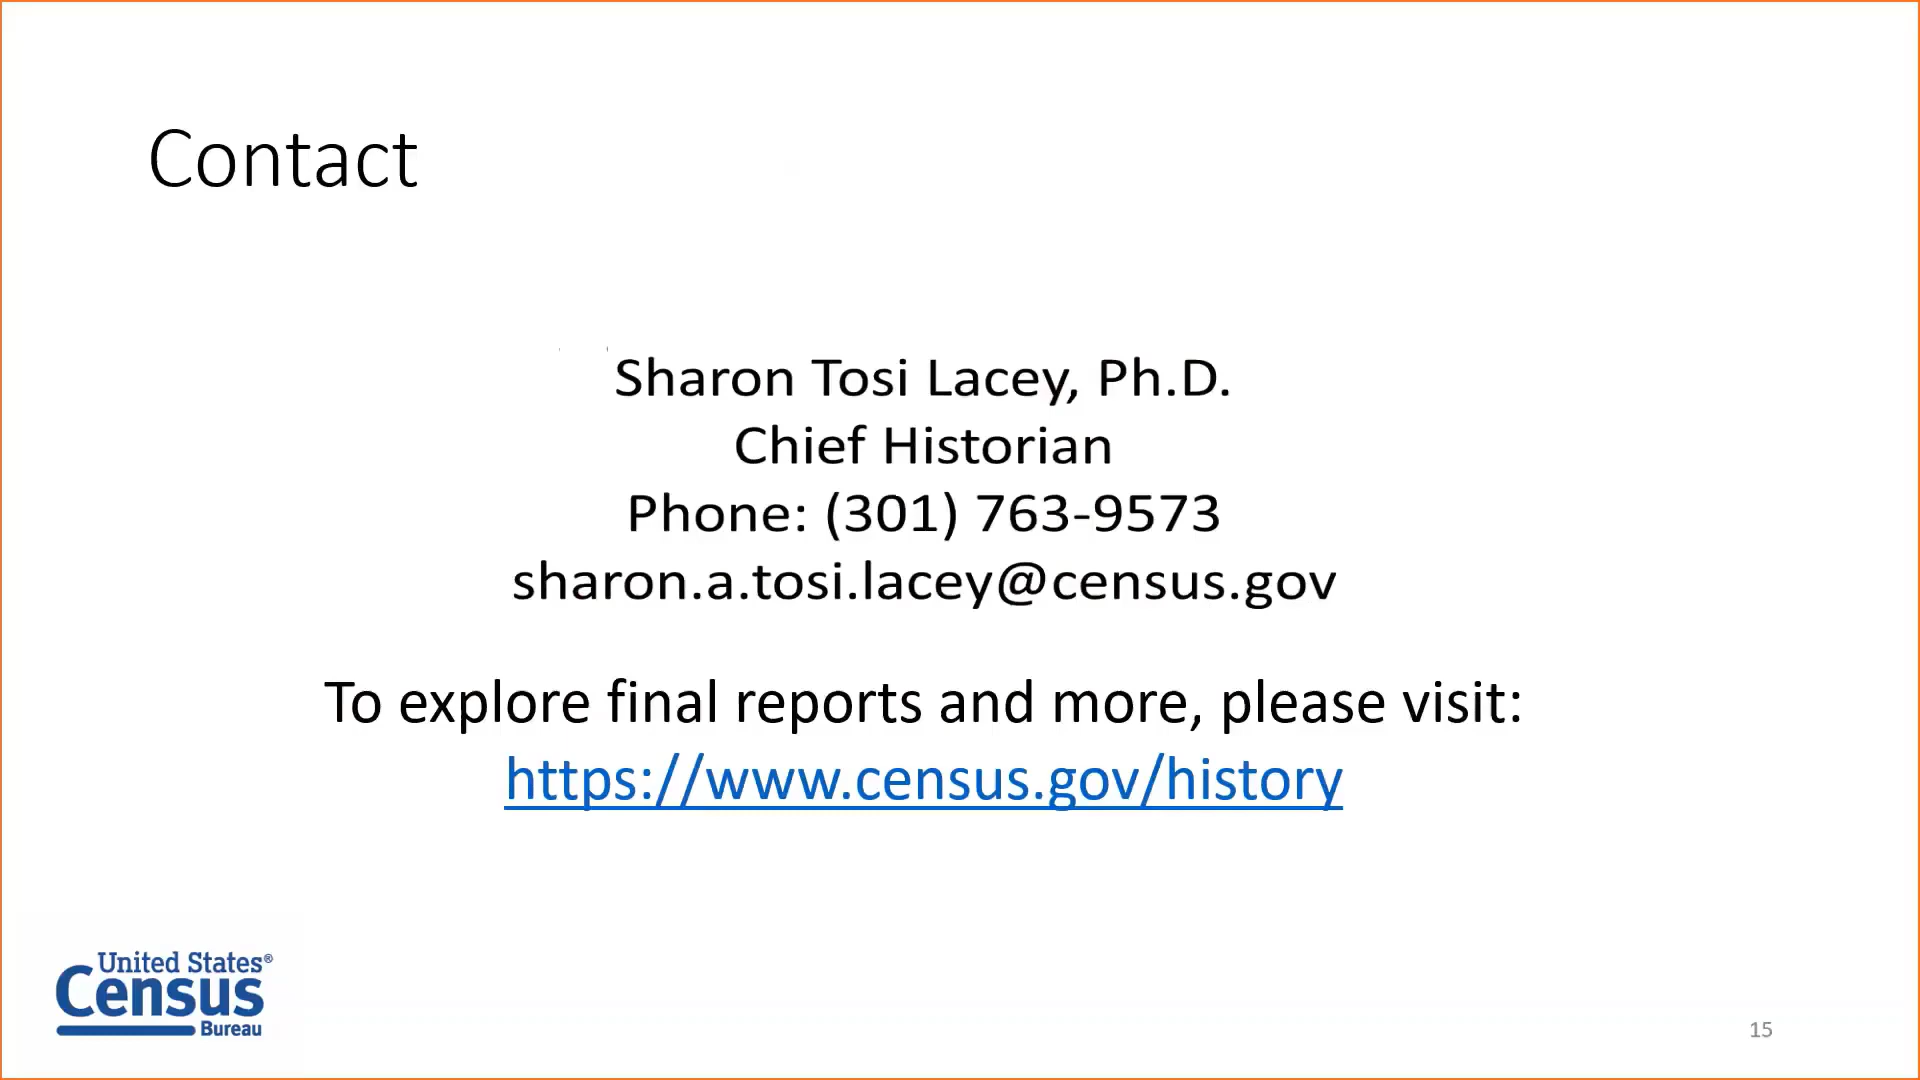 Contact
Sharon Tosi Lacey, Ph.D.
Chief Historian
Phone: (301) 763-9573
sharon.a.tosi.lacey@census.gov
To explore final reports and more, please visit:
https://www.census.gov/history
United States®
Census
Bureau
15